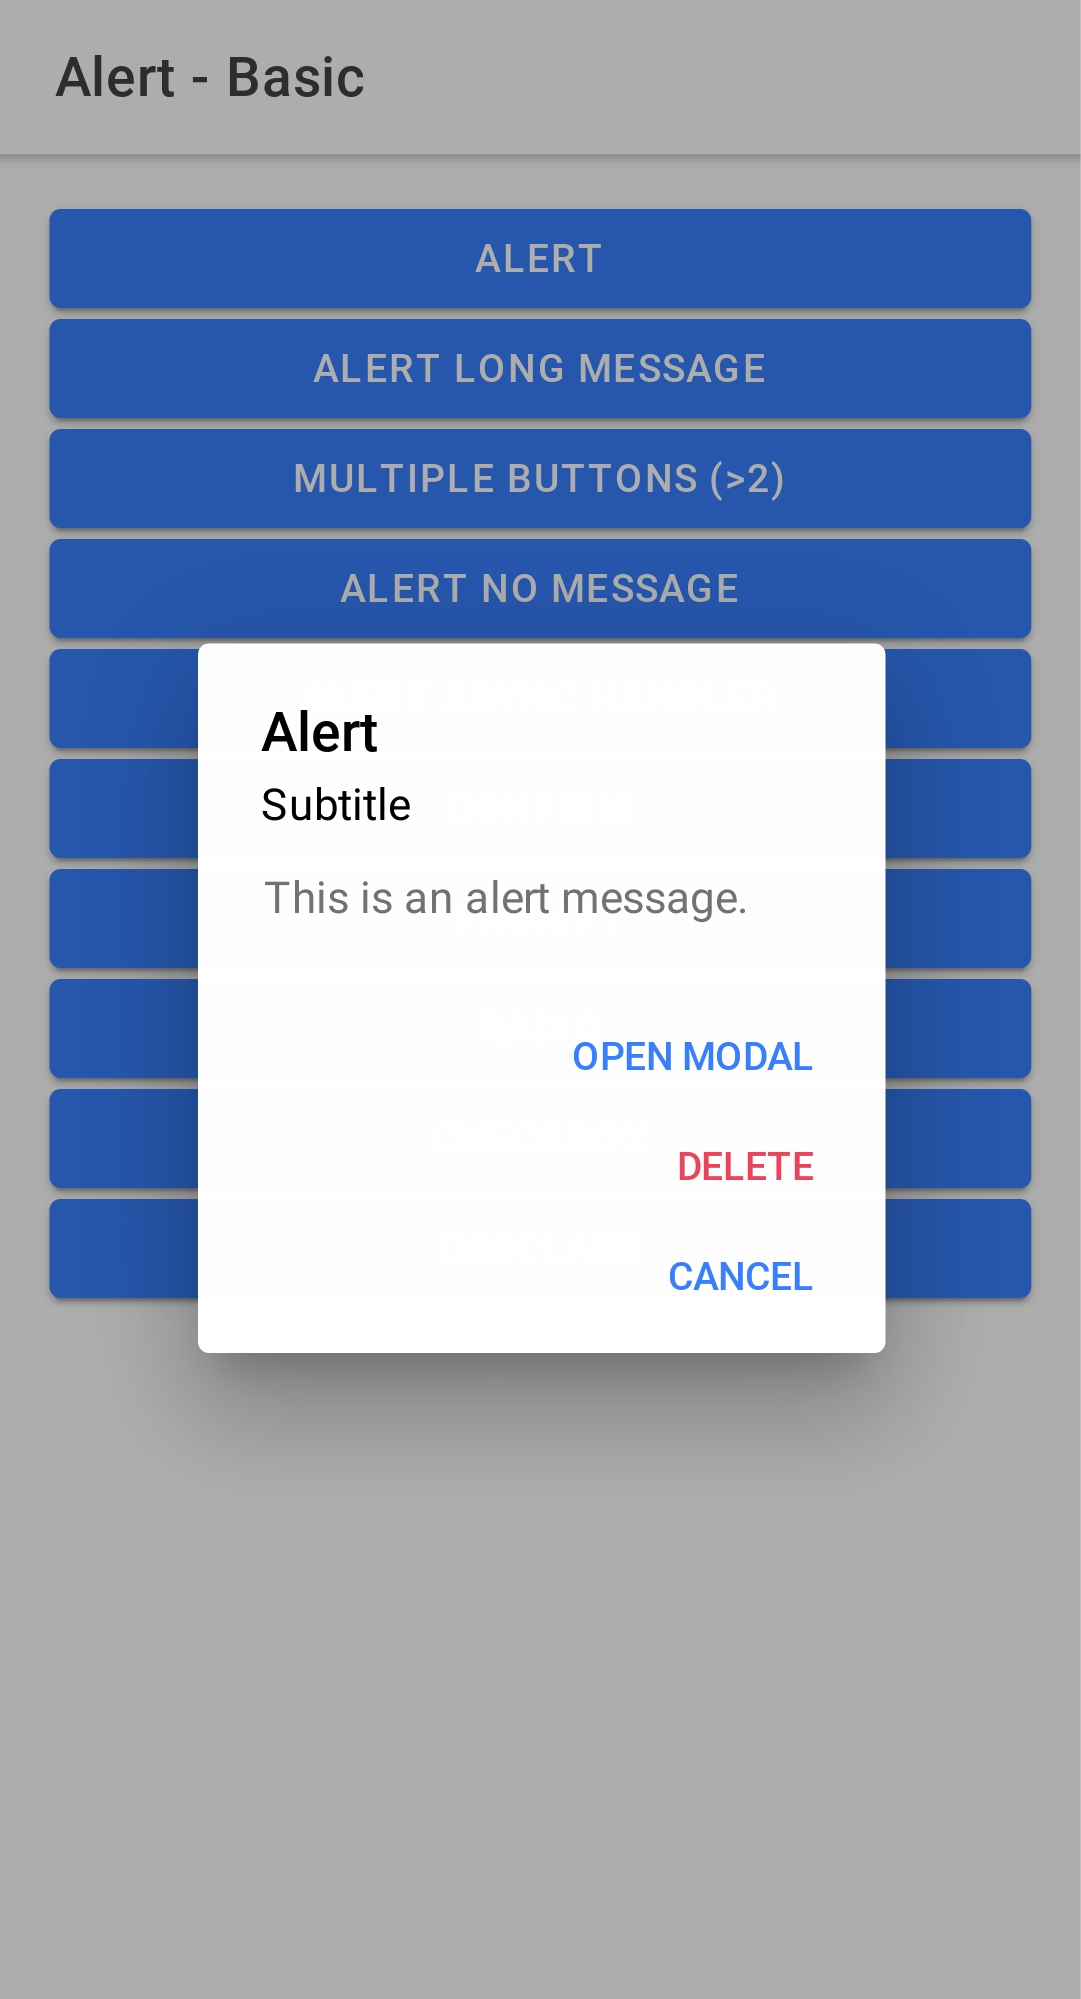 Alert - Basic
ALERT
ALERT LONG MESSAGE
MULTIPLE BUTTONS (>2)
ALERT NO MESSAGE
Alert
Subtitle
This is an alert message.
OPEN MODAL
DELETE
CANCEL